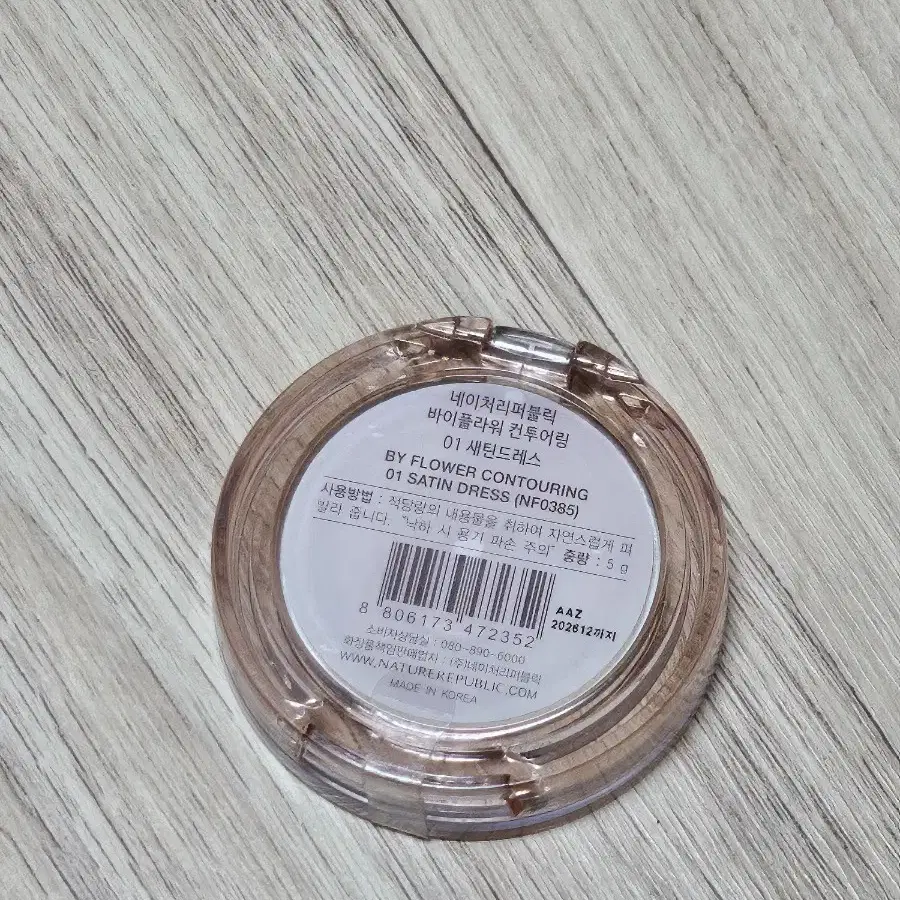 네이처리퍼블릭
바이플라워 컨투어링
01 새틴드레스
BY FLOWER CONTOURING
01 SATIN DRESS (NF0385)
사용방법 : 적당량의 내용물을 취하여 자연스럽게 펴
발라 줍니다. "낙하 시 용기 파손 주의" 중량 : 5 g
8 806173 472352
AAZ
202612까지
소비자상담실 : 080-890-6000
화장품책임판매업자 : (주)네이처리퍼블릭
WWW.NATUREREPUBLIC.COM
MADE IN KOREA